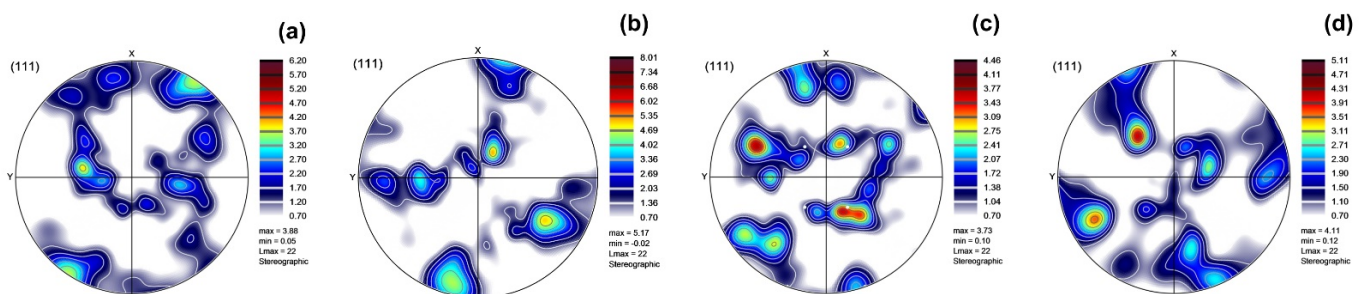 (a)
(111)
X
Y
6.20
5.70
5.20
4.70
4.20
3.70
3.20
2.70
2.20
1.70
1.20
0.70
max = 3.88
min = 0.05
Lmax = 22
Stereographic
(b)
(111)
X
Y
8.01
7.34
6.68
6.02
5.35
4.69
4.02
3.36
2.69
2.03
1.36
0.70
max = 5.17
min = -0.02
Lmax = 22
Stereographic
(c)
(111)
X
Y
4.46
4.11
3.77
3.43
3.09
2.75
2.41
2.07
1.72
1.38
1.04
0.70
max = 3.73
min = 0.10
Lmax = 22
Stereographic
(d)
(111)
X
Y
5.11
4.71
4.31
3.91
3.51
3.11
2.71
2.30
1.90
1.50
1.10
0.70
max = 4.11
min = 0.12
Lmax = 22
Stereographic